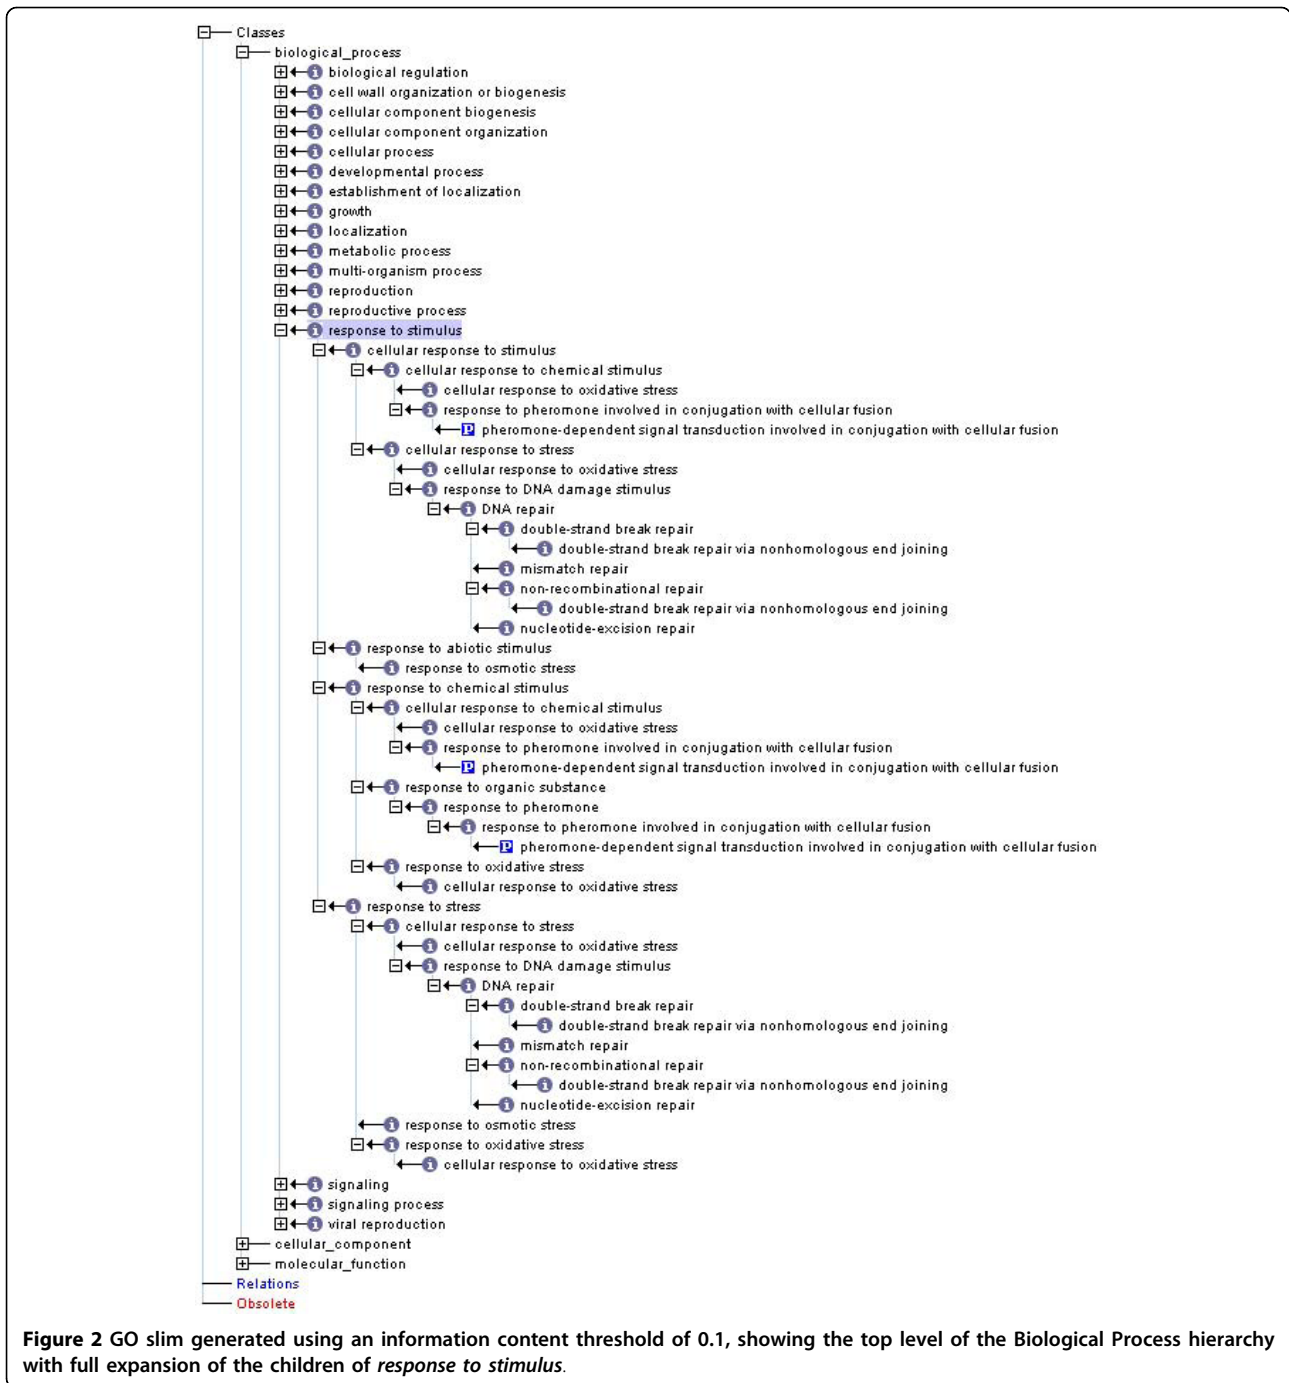 Classes
biological_process
biological regulation
cell wall organization or biogenesis
cellular component biogenesis
cellular component organization
cellular process
developmental process
establishment of localization
growth
localization
metabolic process
multi-organism process
reproduction
reproductive process
response to stimulus
cellular response to stimulus
cellular response to chemical stimulus
cellular response to oxidative stress
response to pheromone involved in conjugation with cellular fusion
P pheromone-dependent signal transduction involved in conjugation with cellular fusion
cellular response to stress
cellular response to oxidative stress
response to DNA damage stimulus
DNA repair
double-strand break repair
double-strand break repair via nonhomologous end joining
mismatch repair
non-recombinational repair
double-strand break repair via nonhomologous end joining
nucleotide-excision repair
response to abiotic stimulus
response to osmotic stress
response to chemical stimulus
cellular response to chemical stimulus
cellular response to oxidative stress
response to pheromone involved in conjugation with cellular fusion
P pheromone-dependent signal transduction involved in conjugation with cellular fusion
response to organic substance
response to pheromone
response to pheromone involved in conjugation with cellular fusion
P pheromone-dependent signal transduction involved in conjugation with cellular fusion
response to oxidative stress
cellular response to oxidative stress
response to stress
cellular response to stress
cellular response to oxidative stress
response to DNA damage stimulus
DNA repair
double-strand break repair
double-strand break repair via nonhomologous end joining
mismatch repair
non-recombinational repair
double-strand break repair via nonhomologous end joining
nucleotide-excision repair
response to osmotic stress
response to oxidative stress
cellular response to oxidative stress
signaling
signaling process
viral reproduction
cellular_component
molecular_function
Relations
Obsolete
Figure 2 GO slim generated using an information content threshold of 0.1, showing the top level of the Biological Process hierarchy
with full expansion of the children of response to stimulus.